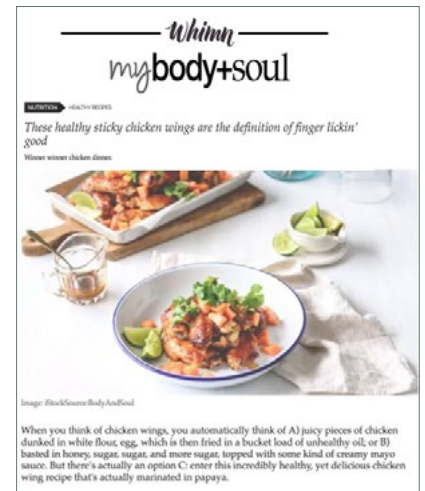 Whimn
mybody+soul
NUTRITION HEALTHY RECIPES
These healthy sticky chicken wings are the definition of finger lickin'
good
Winner winner chicken dinner.
Image: iStockSource:BodyAndSoul
When you think of chicken wings, you automatically think of A) juicy pieces of chicken
dunked in white flour, egg, which is then fried in a bucket load of unhealthy oil; or B)
basted in honey, sugar, sugar, and more sugar, topped with some kind of creamy mayo
sauce. But there's actually an option C: enter this incredibly healthy, yet delicious chicken
wing recipe that's actually marinated in papaya.